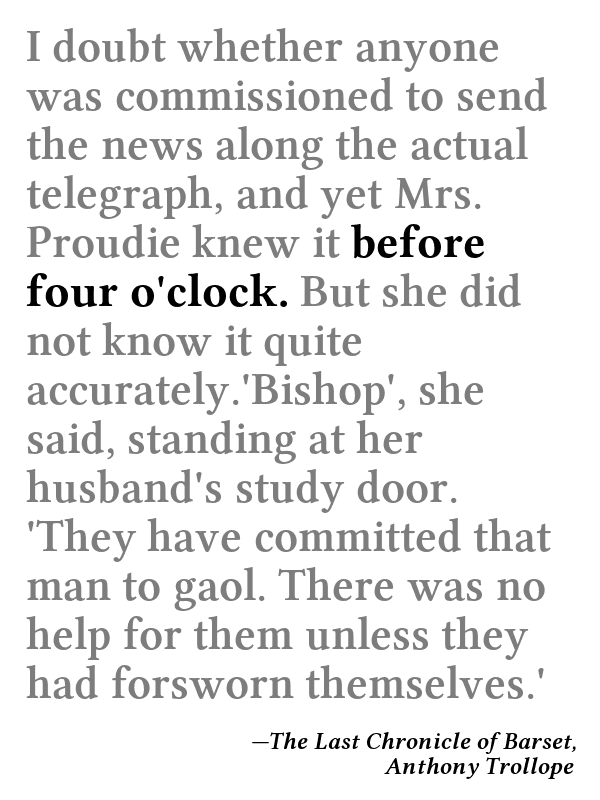 I doubt whether anyone
was commissioned to send
the news along the actual
telegraph, and yet Mrs.
Proudie knew it before
four o'clock. But she did
not know it quite
accurately.'Bishop', she
said, standing at her
husband's study door.
'They have committed that
man to gaol. There was no
help for them unless they
had forsworn themselves.'
—The Last Chronicle of Barset,
Anthony Trollope